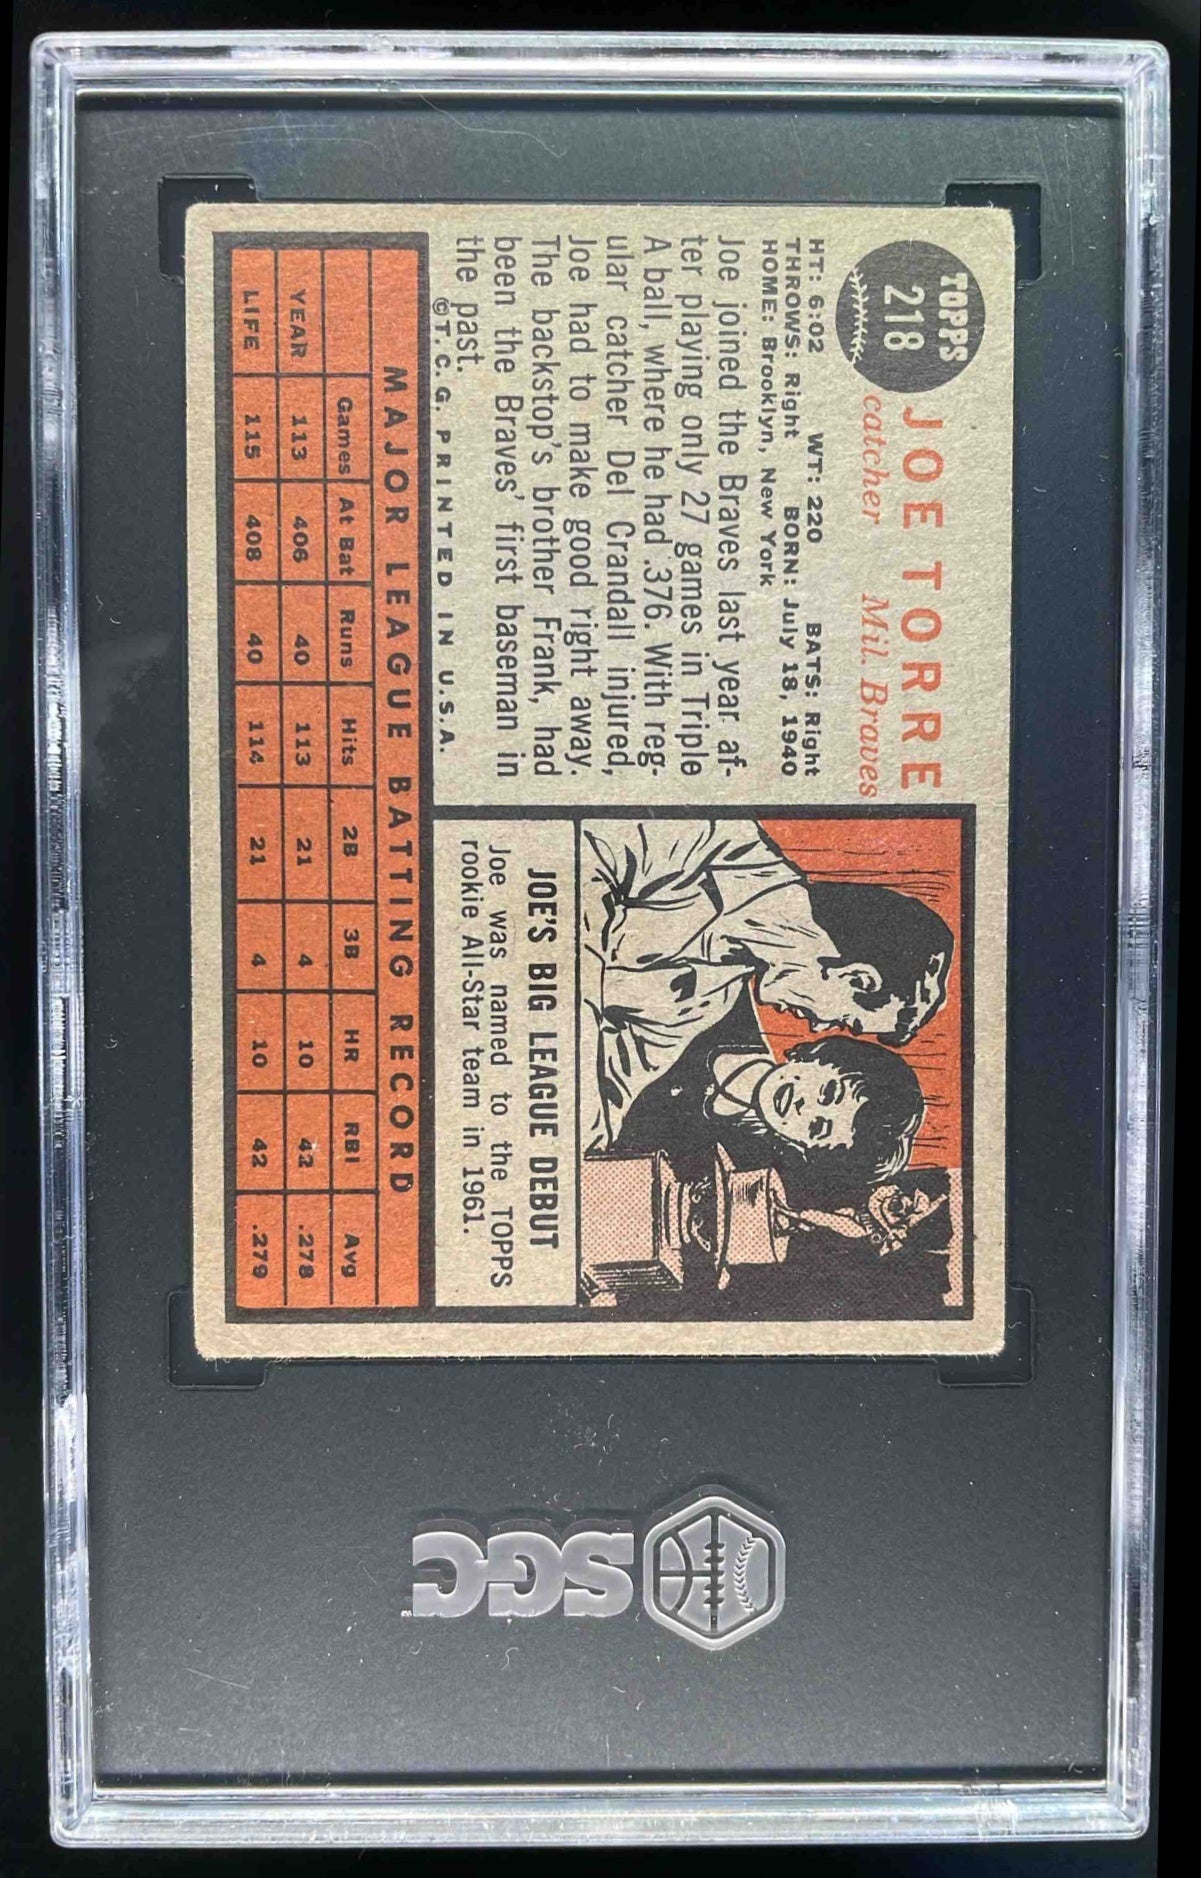 TOPPS
218
JOE TORRE
catcher Mil. Braves
HT: 6:02 WT: 220 BATS: Right
THROWS: Right BORN: July 18, 1940
HOME: Brooklyn, New York
Joe joined the Braves last year af-
ter playing only 27 games in Triple
A ball, where he had .376. With reg-
ular catcher Del Crandall injured,
Joe had to make good right away.
The backstop's brother Frank, had
been the Braves' first baseman in
the past.
©T. C. G. PRINTED IN U.S.A.
JOE'S BIG LEAGUE DEBUT
Joe was named to the TOPPS
rookie All-Star team in 1961.
MAJOR LEAGUE BATTING RECORD
Games At Bat Runs Hits 2B 3B HR RBI Avg
YEAR 113 406 40 113 21 4 10 42 .278
LIFE 115 408 40 114 21 4 10 42 .279
SGC